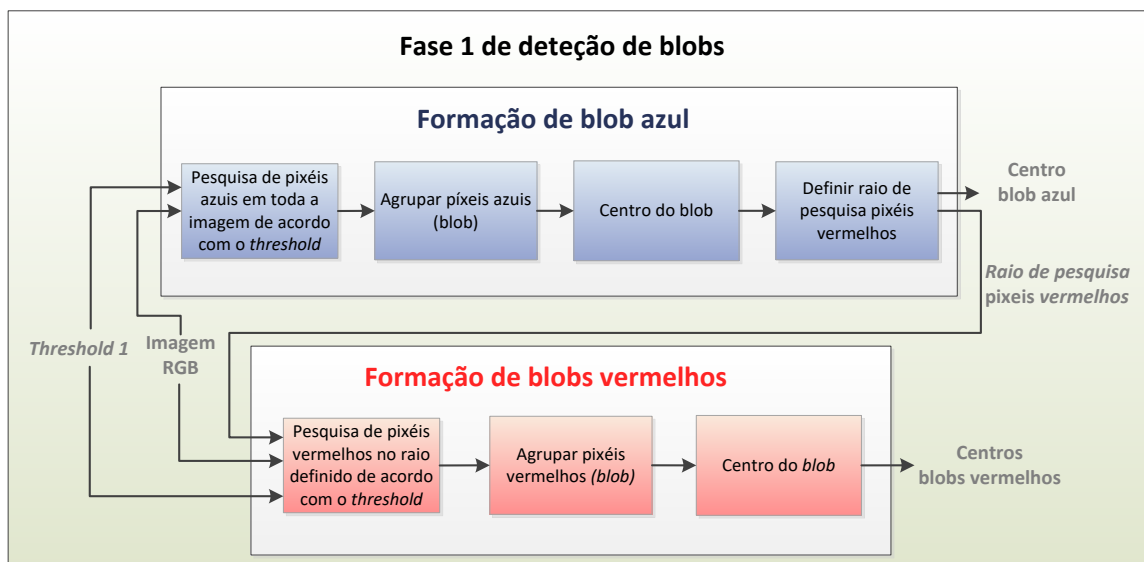 Fase 1 de deteção de blobs
Formação de blob azul
Pesquisa de pixéis
azuis em toda a
imagem de acordo
com o threshold
Agrupar píxeis azuis
(blob)
Centro do blob
Definir raio de
pesquisa pixéis
vermelhos
Centro
blob azul
Raio de pesquisa
pixeis vermelhos
Threshold 1
Imagem
RGB
Formação de blobs vermelhos
Pesquisa de pixéis
vermelhos no raio
definido de acordo
com o threshold
Agrupar pixéis
vermelhos (blob)
Centro do blob
Centros
blobs vermelhos